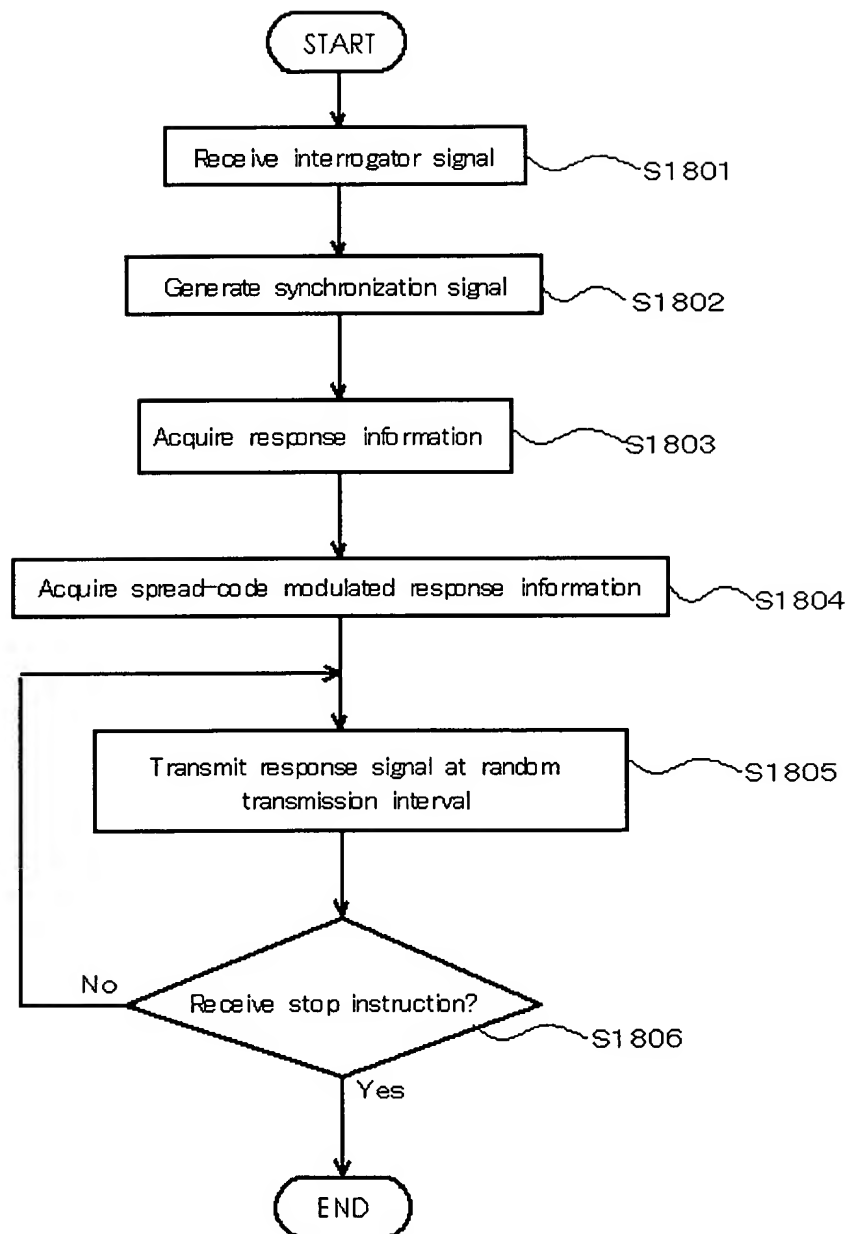 START
Receive interrogator signal
S1801
Generate synchronization signal
S1802
Acquire response information
S1803
Acquire spread-code modulated response information
S1804
Transmit response signal at random
transmission interval
S1805
No
Receive stop instruction?
S1806
Yes
END